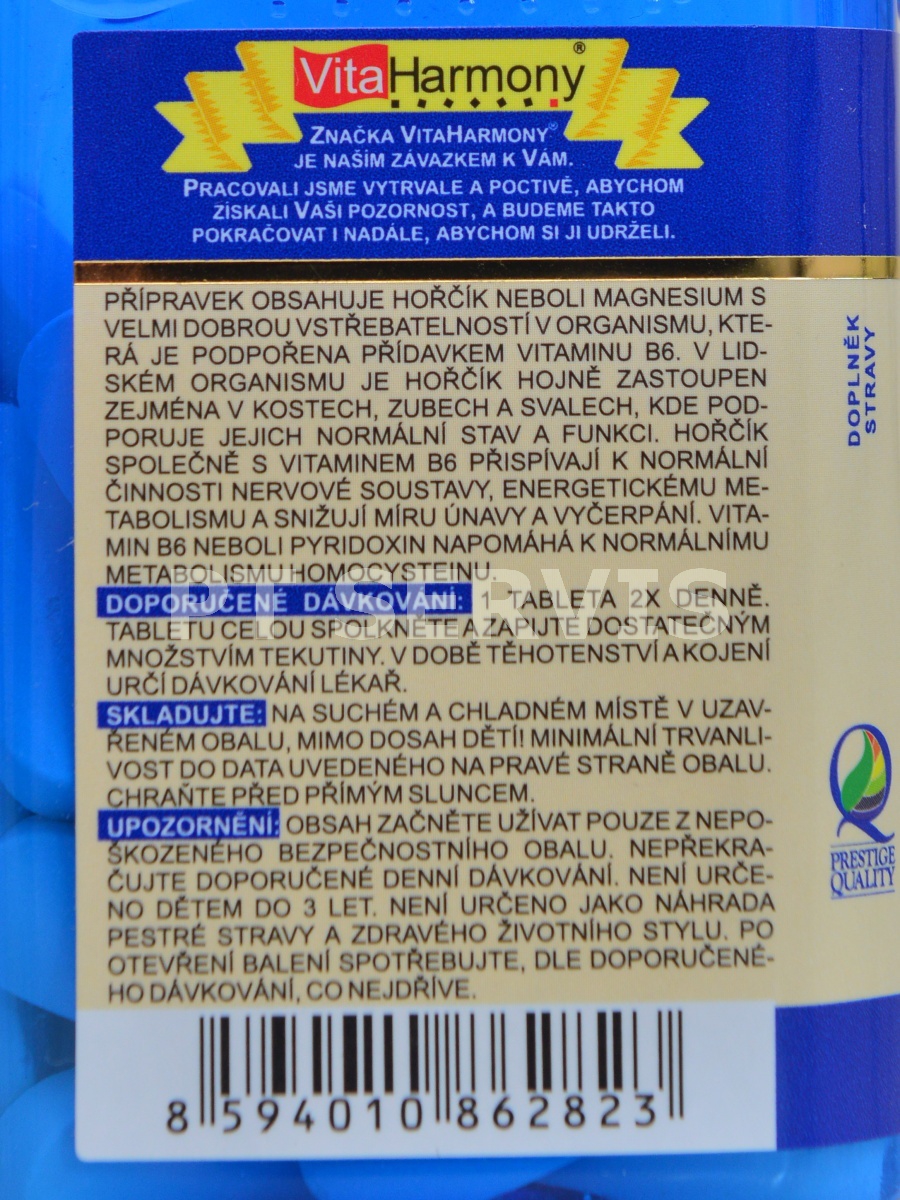 VitaHarmony®
ZNAČKA VITAHARMONY®
JE NAŠÍM ZÁVAZKEM K VÁM.
PRACOVALI JSME VYTRVALE A POCTIVĚ, ABYCHOM
ZÍSKALI VAŠI POZORNOST, A BUDEME TAKTO
POKRAČOVAT I NADÁLE, ABYCHOM SI JI UDRŽELI.
PŘÍPRAVEK OBSAHUJE HOŘČÍK NEBOLI MAGNESIUM S
VELMI DOBROU VSTŘEBATELNOSTÍ V ORGANISMU, KTE-
RÁ JE PODPOŘENA PŘÍDAVKEM VITAMINU B6. V LID-
SKÉM ORGANISMU JE HOŘČÍK HOJNĚ ZASTOUPEN
ZEJMÉNA V KOSTECH, ZUBECH A SVALECH, KDE POD-
PORUJE JEJICH NORMÁLNÍ STAV A FUNKCI. HOŘČÍK
SPOLEČNĚ S VITAMINEM B6 PŘISPÍVAJÍ K NORMÁLNÍ
ČINNOSTI NERVOVÉ SOUSTAVY, ENERGETICKÉMU ME-
TABOLISMU A SNIŽUJÍ MÍRU ÚNAVY A VYČERPÁNÍ. VITA-
MIN B6 NEBOLI PYRIDOXIN NAPOMÁHÁ K NORMÁLNÍMU
METABOLISMU HOMOCYSTEINU.
DOPORUČENÉ DÁVKOVÁNÍ: 1 TABLETA 2X DENNĚ.
TABLETU CELOU SPOLKNĚTE A ZAPIJTE DOSTATEČNÝM
MNOŽSTVÍM TEKUTINY. V DOBĚ TĚHOTENSTVÍ A KOJENÍ
URČÍ DÁVKOVÁNÍ LÉKAŘ.
SKLADUJTE: NA SUCHÉM A CHLADNÉM MÍSTĚ V UZAV-
ŘENÉM OBALU, MIMO DOSAH DĚTÍ! MINIMÁLNÍ TRVANLI-
VOST DO DATA UVEDENÉHO NA PRAVÉ STRANĚ OBALU.
CHRAŇTE PŘED PŘÍMÝM SLUNCEM.
UPOZORNĚNÍ: OBSAH ZAČNĚTE UŽÍVAT POUZE Z NEPO-
ŠKOZENÉHO BEZPEČNOSTNÍHO OBALU. NEPŘEKRA-
ČUJTE DOPORUČENÉ DENNÍ DÁVKOVÁNÍ. NENÍ URČE-
NO DĚTEM DO 3 LET. NENÍ URČENO JAKO NÁHRADA
PESTRÉ STRAVY A ZDRAVÉHO ŽIVOTNÍHO STYLU. PO
OTEVŘENÍ BALENÍ SPOTŘEBUJTE, DLE DOPORUČENÉ-
HO DÁVKOVÁNÍ, CO NEJDŘÍVE.
8 594010 862823
DOPLNĚK
STRAVY
PRESTIGE
QUALITY
PT SERVIS